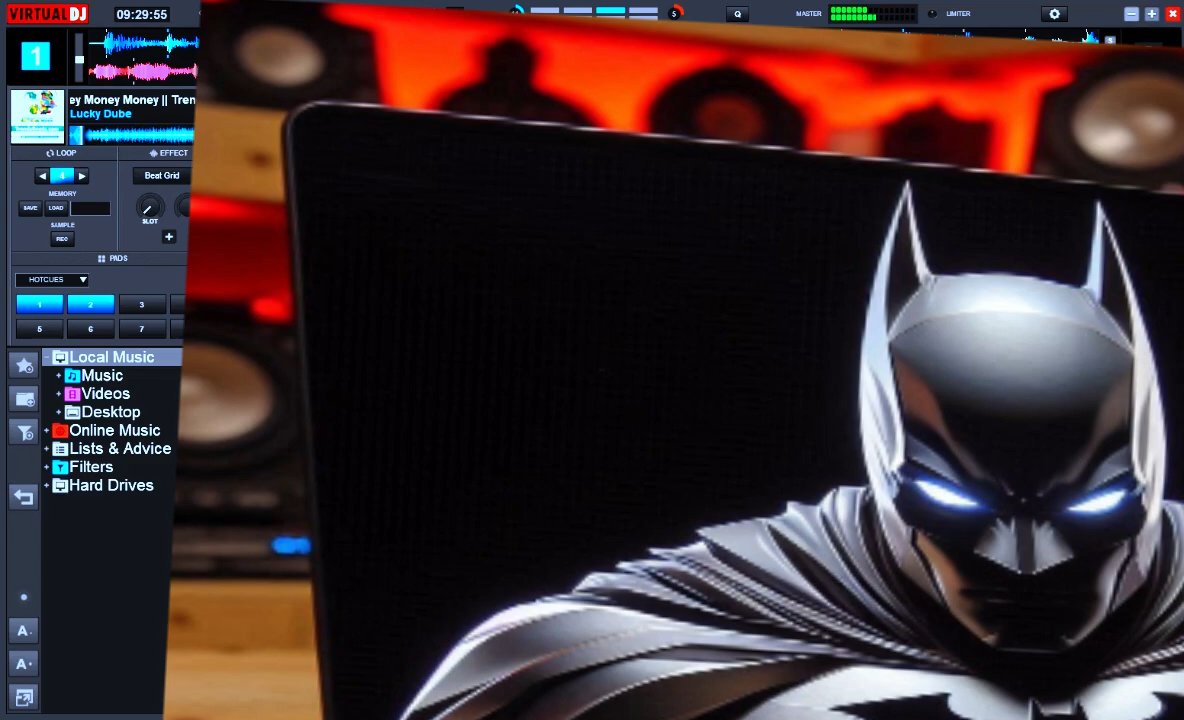 VIRTUAL DJ
09:29:55
Q
MASTER
LIMITER
1
S
ey Money Money || Tren
Lucky Dube
LOOP
EFFECT
4
Beat Grid
MEMORY
SAVE
LOAD
SLOT
SAMPLE
REC
PADS
HOTCUES
1
2
3
5
6
7
Local Music
Music
Videos
Desktop
Online Music
Lists & Advice
Filters
Hard Drives
A-
A+